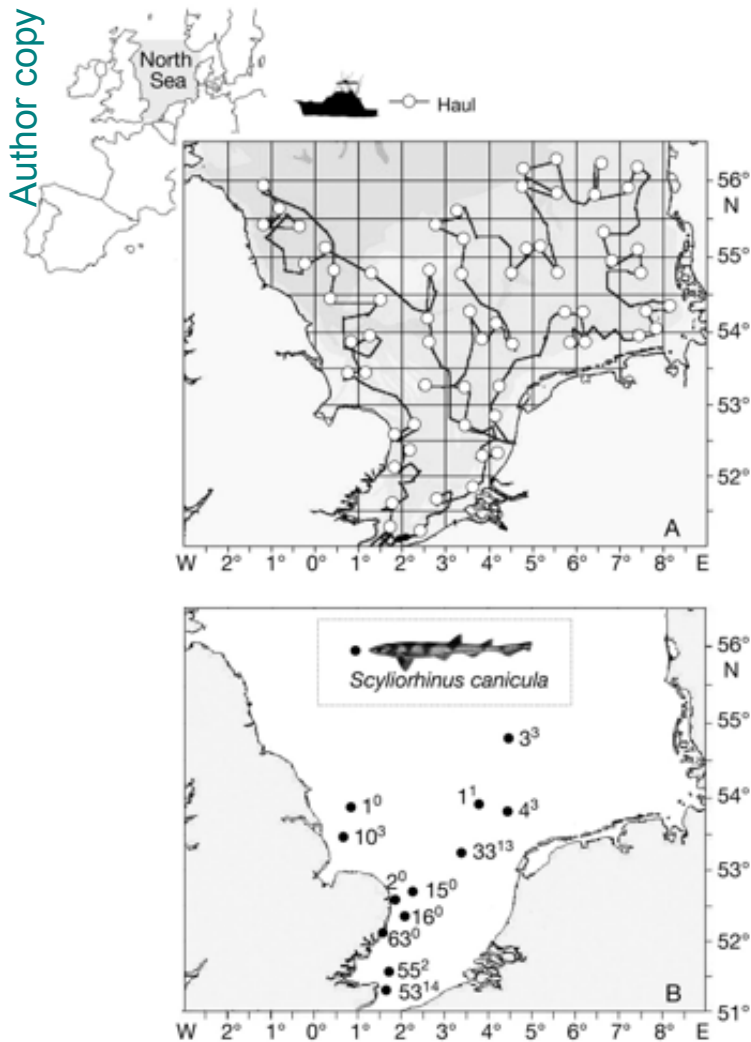 Author copy
North
Sea
Haul
56°
N
55°
54°
53°
52°
A
W 2° 1° 0° 1° 2° 3° 4° 5° 6° 7° 8° E
Scyliorhinus canicula
56°
N
55°
54°
53°
52°
51°
3³
1¹
4³
1⁰
10³
33¹³
2⁰
15⁰
16⁰
63⁰
55²
53¹⁴
B
W 2° 1° 0° 1° 2° 3° 4° 5° 6° 7° 8° E